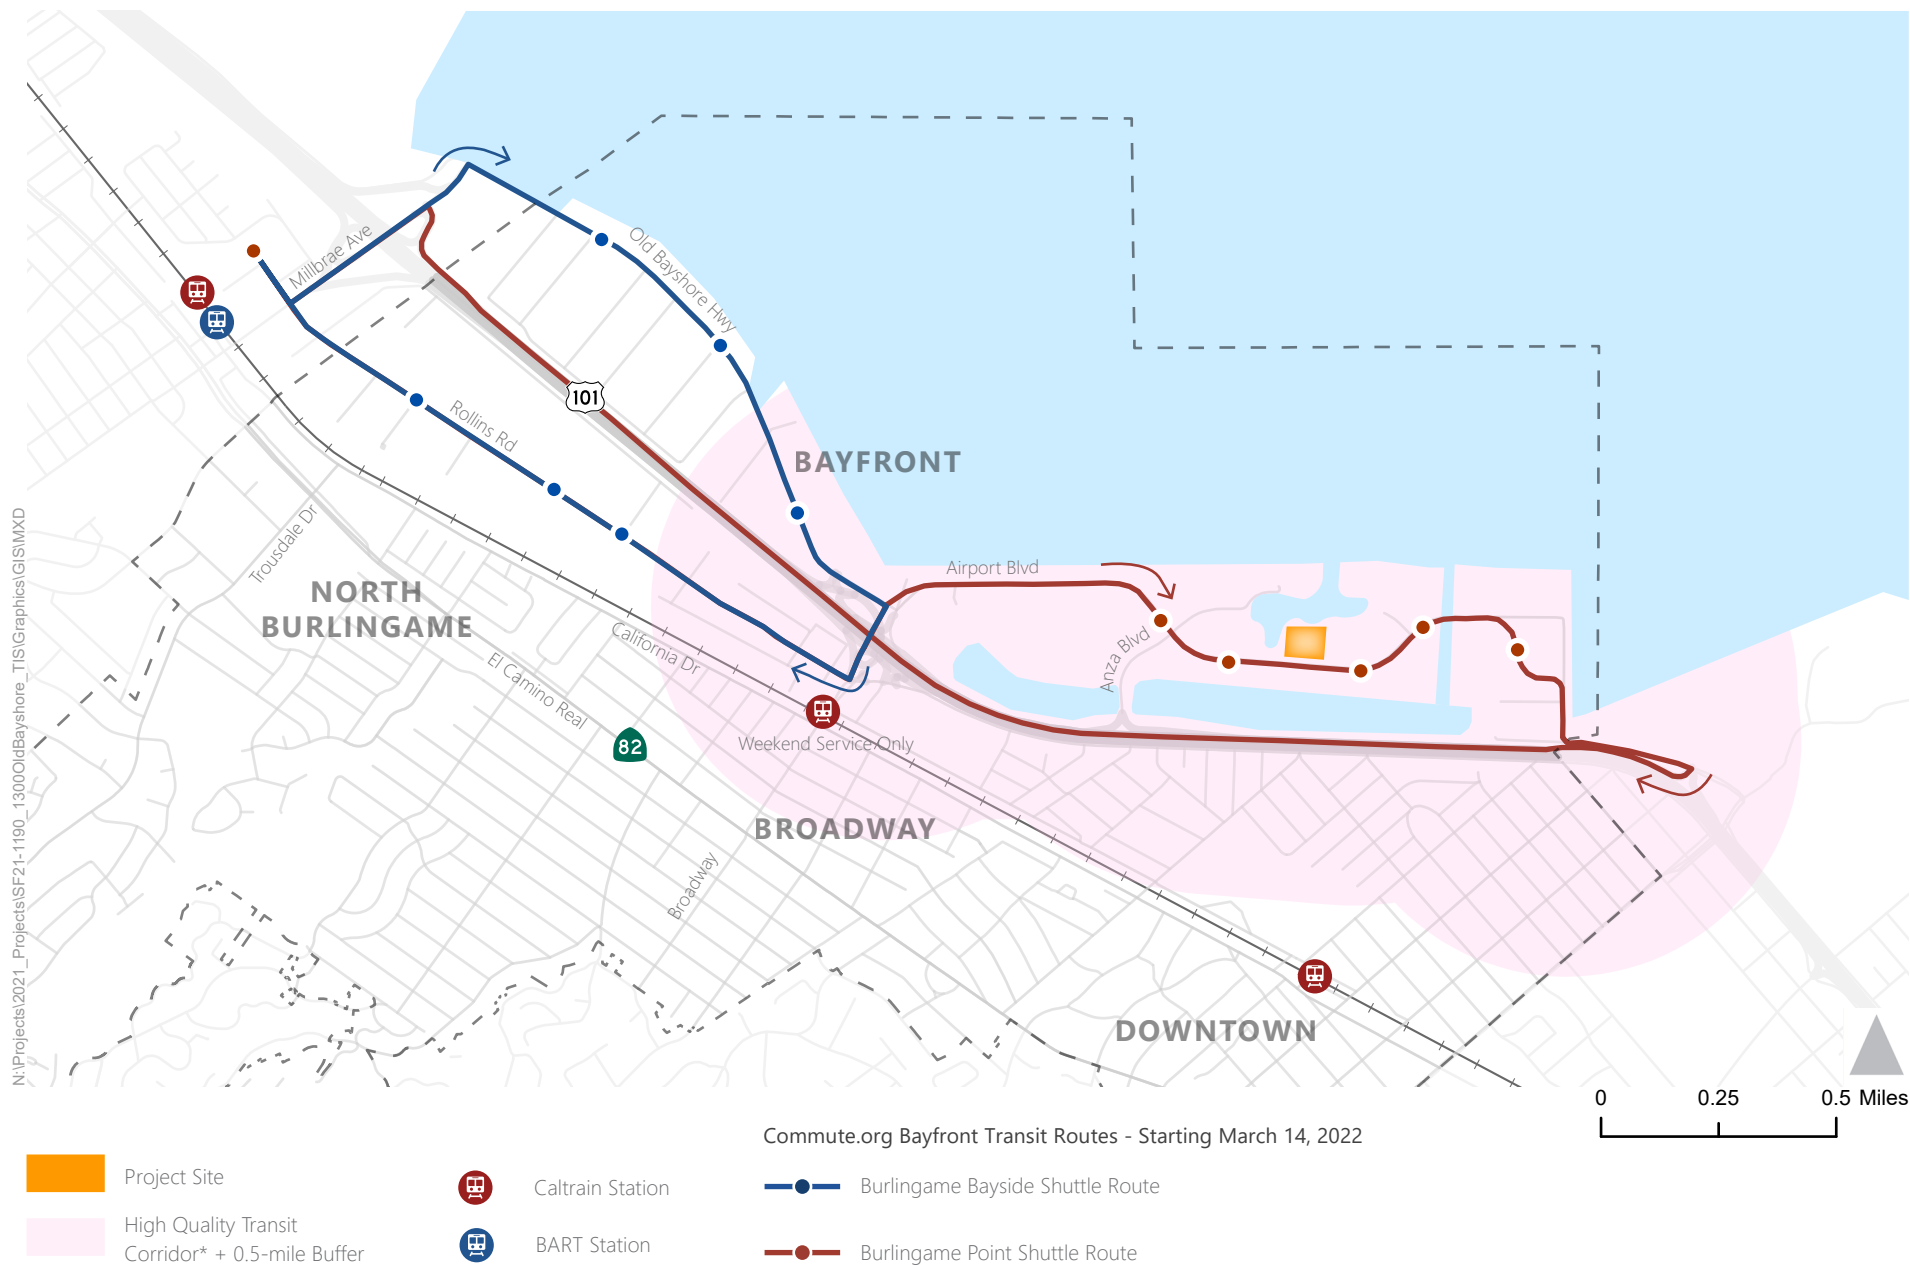 Millbrae Ave
Old Bayshore Hwy
101
Rollins Rd
BAYFRONT
Trousdale Dr
NORTH
BURLINGAME
Airport Blvd
California Dr
Anza Blvd
El Camino Real
82
Weekend Service Only
BROADWAY
Broadway
DOWNTOWN
N:\Projects\2021_Projects\SF21-1190_1300OldBayshore_TIS\Graphics\GIS\MXD
0 0.25 0.5 Miles
Commute.org Bayfront Transit Routes - Starting March 14, 2022
Project Site
High Quality Transit
Corridor* + 0.5-mile Buffer
Caltrain Station
BART Station
Burlingame Bayside Shuttle Route
Burlingame Point Shuttle Route